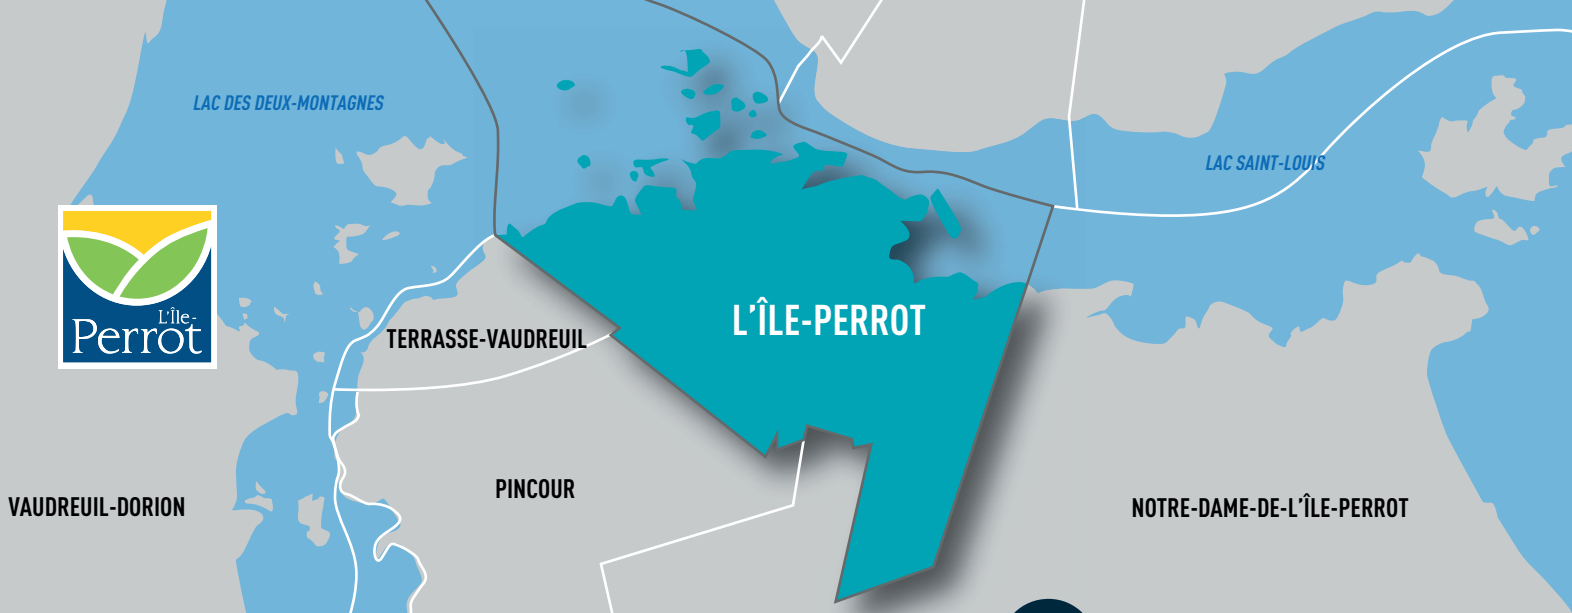 LAC DES DEUX-MONTAGNES
LAC SAINT-LOUIS
L'Île-
Perrot
L'ÎLE-PERROT
TERRASSE-VAUDREUIL
PINCOUR
VAUDREUIL-DORION
NOTRE-DAME-DE-L'ÎLE-PERROT